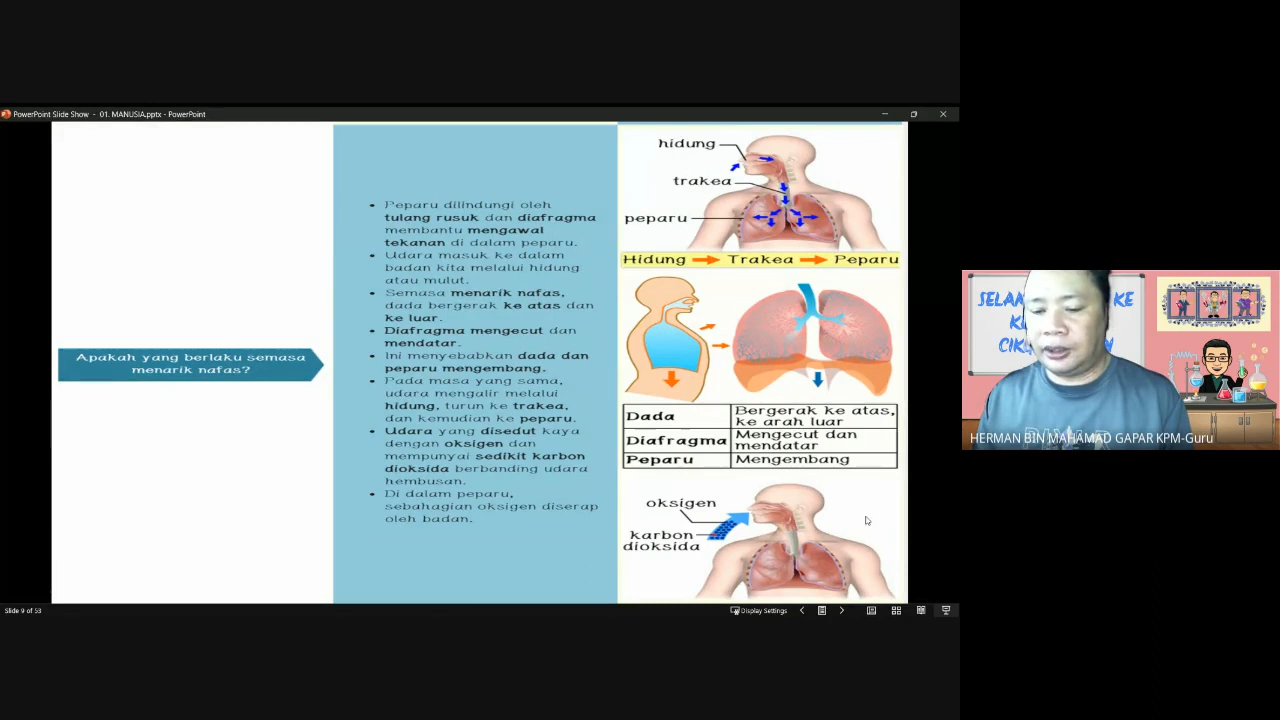 PowerPoint Slide Show - 01. MANUSIA.pptx - PowerPoint
Apakah yang berlaku semasa
menarik nafas?
• Peparu dilindungi oleh
tulang rusuk dan diafragma
membantu mengawal
tekanan di dalam peparu.
• Udara masuk ke dalam
badan kita melalui hidung
atau mulut.
• Semasa menarik nafas,
dada bergerak ke atas dan
ke luar.
• Diafragma mengecut dan
mendatar.
• Ini menyebabkan dada dan
peparu mengembang.
• Pada masa yang sama,
udara mengalir melalui
hidung, turun ke trakea,
dan kemudian ke peparu.
• Udara yang disedut kaya
dengan oksigen dan
mempunyai sedikit karbon
dioksida berbanding udara
hembusan.
• Di dalam peparu,
sebahagian oksigen diserap
oleh badan.
hidung
trakea
peparu
Hidung Trakea Peparu
Dada Bergerak ke atas,
ke arah luar
Diafragma Mengecut dan
mendatar
Peparu Mengembang
oksigen
karbon
dioksida
Slide 9 of 53
Display Settings
SELA KE
HERMAN BIN MAHAMAD GAPAR KPM-Guru